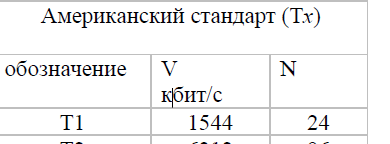 Американский стандарт (Tx)
обозначение V N
кбит/с
T1 1544 24